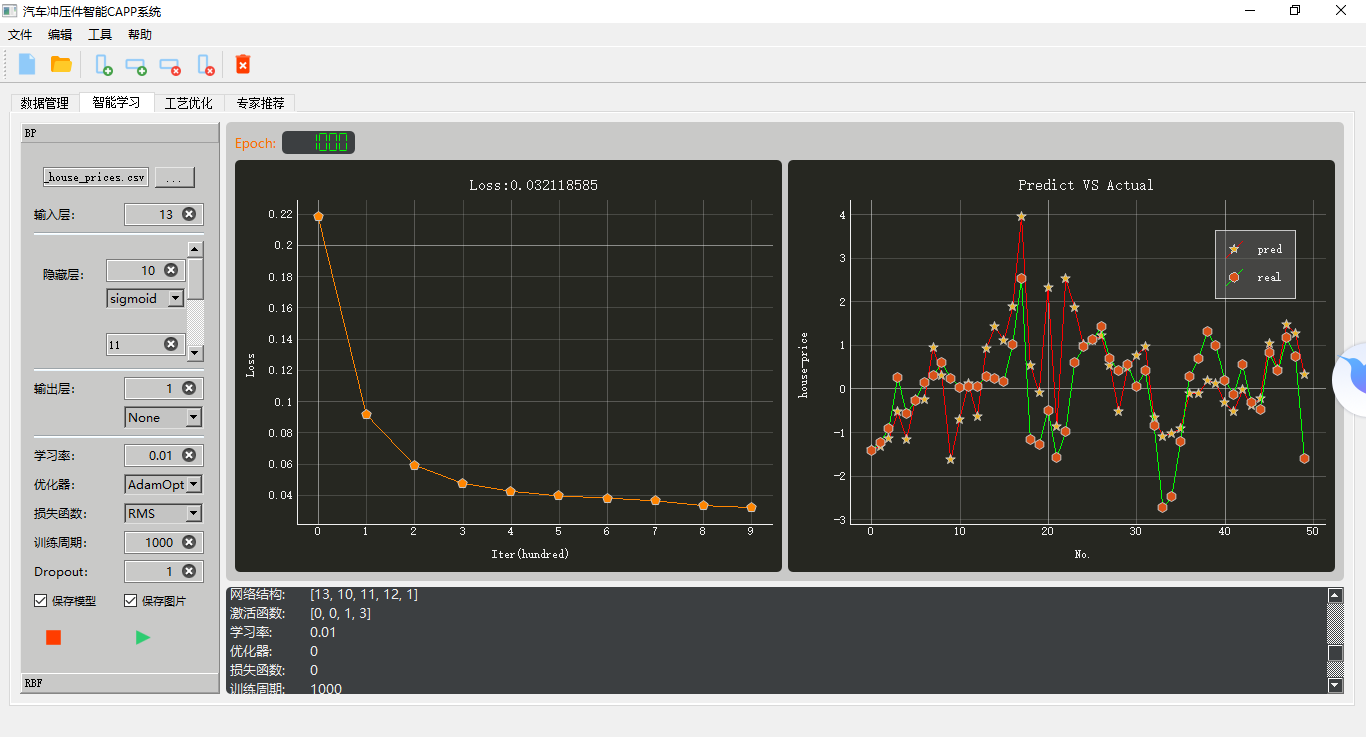 汽车冲压件智能CAPP系统
文件 编辑 工具 帮助
数据管理 智能学习 工艺优化 专家推荐
BP
_house_prices.csv ...
输入层: 13
隐藏层: 10
sigmoid
11
输出层: 1
None
学习率: 0.01
优化器: AdamOpt
损失函数: RMS
训练周期: 1000
Dropout: 1
保存模型 保存图片
RBF
Epoch: 1000
Loss:0.032118585
0.22
0.2
0.18
0.16
0.14
0.12
0.1
0.08
0.06
0.04
Loss
0 1 2 3 4 5 6 7 8 9
Iter(hundred)
Predict VS Actual
4
3
2
1
0
-1
-2
-3
house-price
pred
real
0 10 20 30 40 50
No.
网络结构: [13, 10, 11, 12, 1]
激活函数: [0, 0, 1, 3]
学习率: 0.01
优化器: 0
损失函数: 0
训练周期: 1000